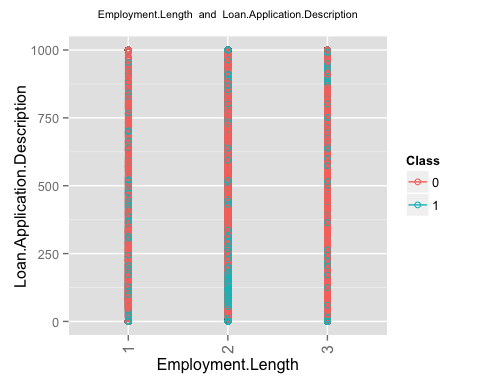 Employment.Length and Loan.Application.Description
1000
750
500
250
0
Loan.Application.Description
1
2
3
Employment.Length
Class
0
1